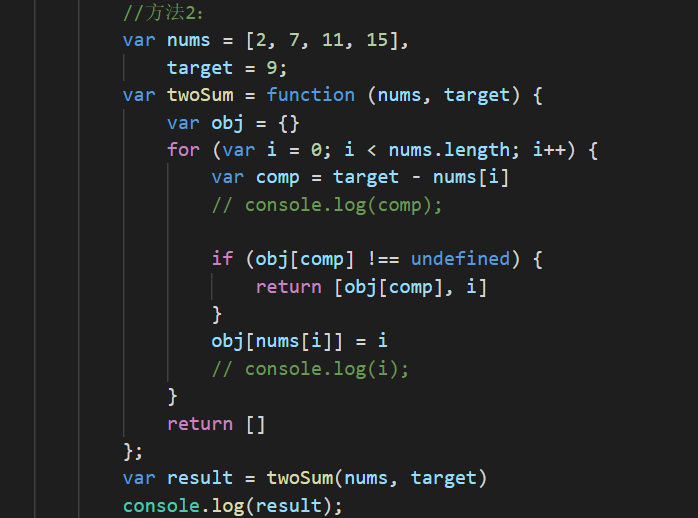 //方法2：
var nums = [2, 7, 11, 15],
target = 9;
var twoSum = function (nums, target) {
var obj = {}
for (var i = 0; i < nums.length; i++) {
var comp = target - nums[i]
// console.log(comp);
if (obj[comp] !== undefined) {
return [obj[comp], i]
}
obj[nums[i]] = i
// console.log(i);
}
return []
};
var result = twoSum(nums, target)
console.log(result);